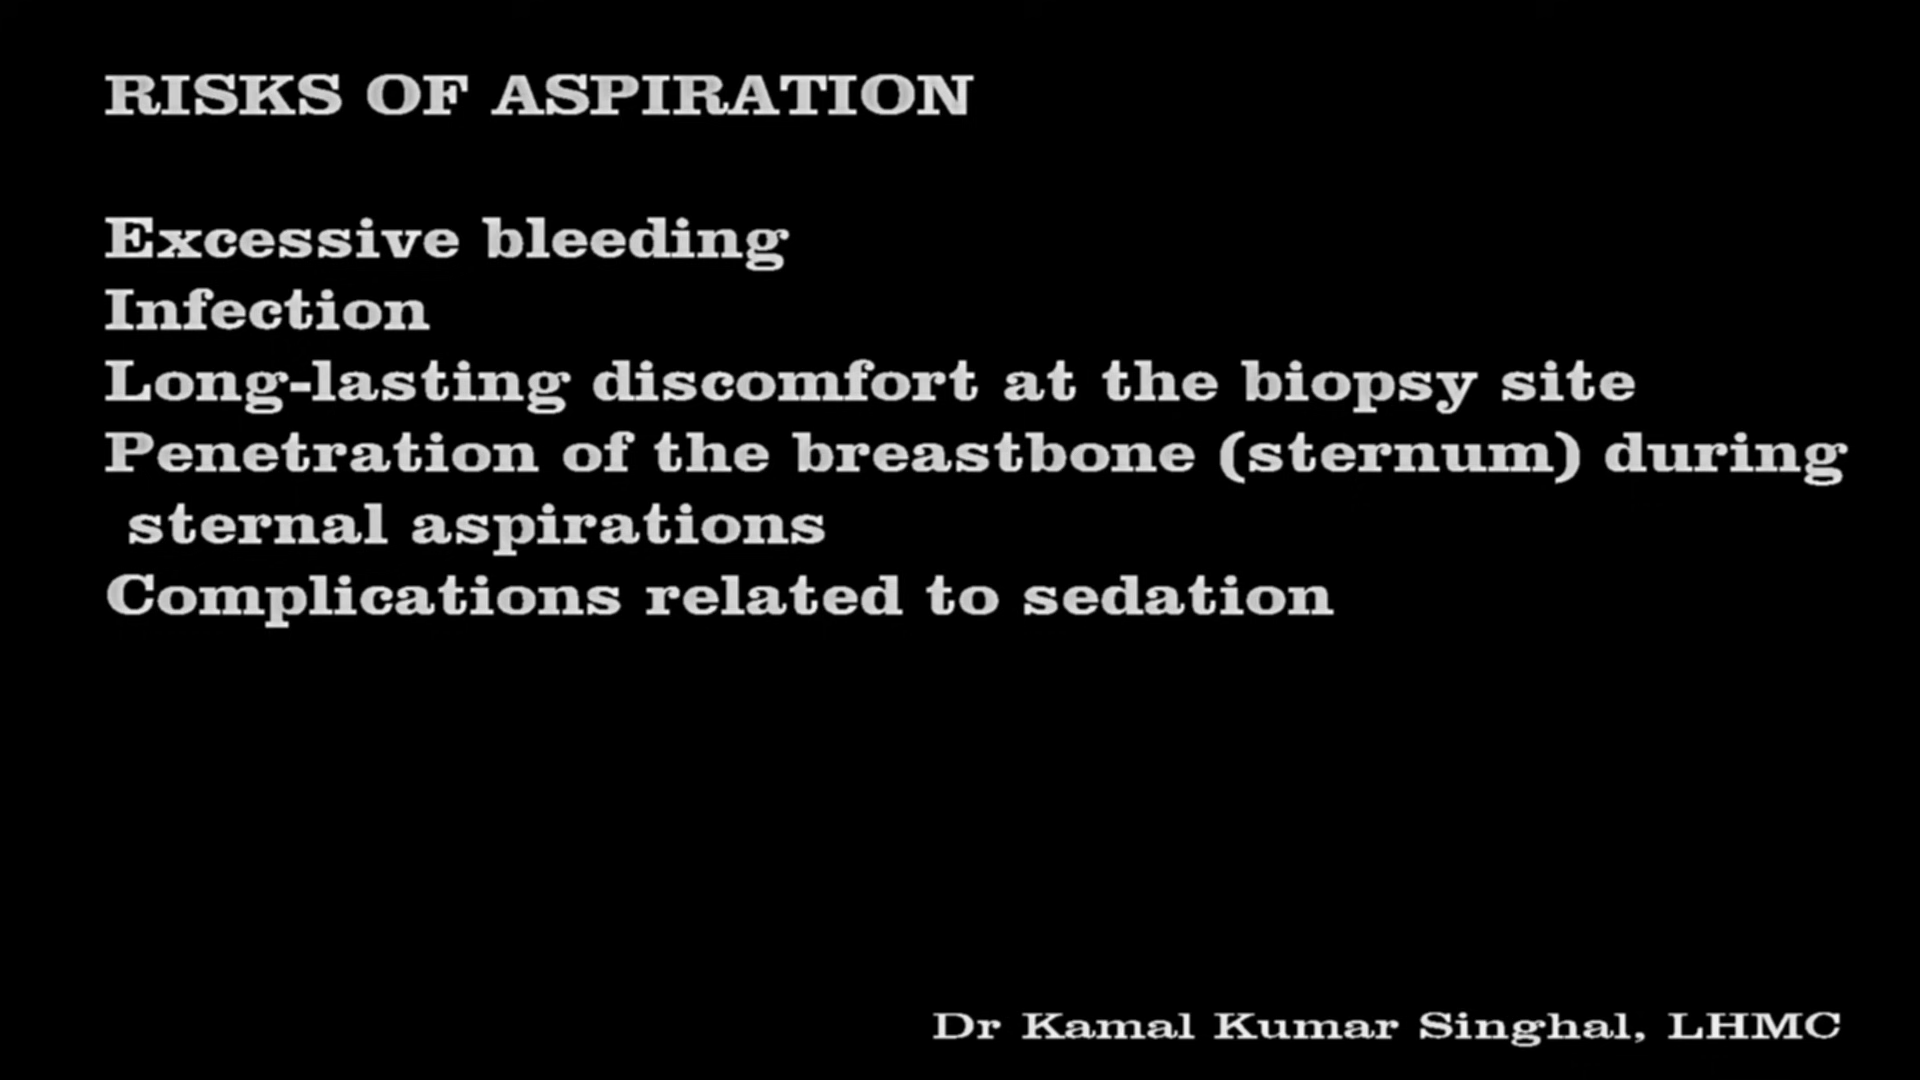 RISKS OF ASPIRATION
Excessive bleeding
Infection
Long-lasting discomfort at the biopsy site
Penetration of the breastbone (sternum) during
sternal aspirations
Complications related to sedation
Dr Kamal Kumar Singhal, LHMC